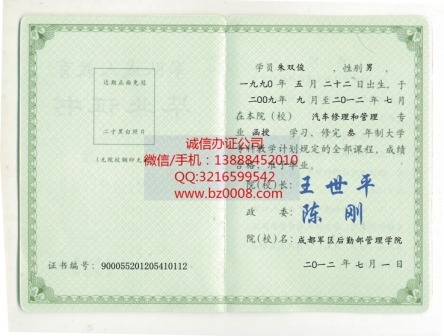 近期正面免冠
二寸黑白照片
(无院校钢印无效)
证书编号: 900055201205410112
学员 朱双俊 ,性别 男 ,
一九九〇年 五 月 二十二 日出生,于
二〇〇九 年 九 月至二〇一二 年 七 月
在本院(校) 汽车修理和管理 专
业 函授 学习,修完 叁 年制大学
专科教学计划规定的全部课程,成绩
合格,准予毕业。
院(校)长: 王世平
政 委: 陈刚
院(校)名: 成都军区后勤部管理学院
二〇一二 年 七 月 一 日
诚信办证公司
微信/手机:13888452010
QQ:3216599542
www.bz0008.com